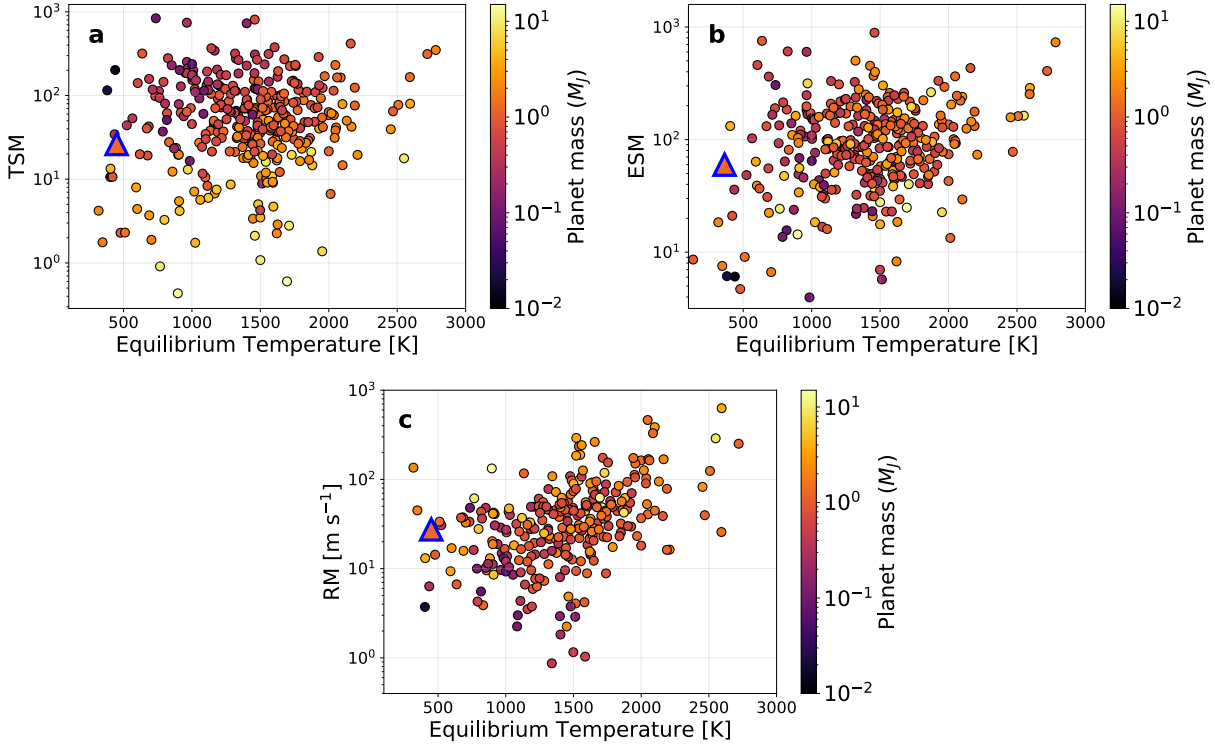 a
TSM
10³
10²
10¹
10⁰
500 1000 1500 2000 2500 3000
Equilibrium Temperature [K]
10¹
10⁰
10⁻¹
10⁻²
Planet mass (M_J)
b
ESM
10³
10²
10¹
500 1000 1500 2000 2500 3000
Equilibrium Temperature [K]
10¹
10⁰
10⁻¹
10⁻²
Planet mass (M_J)
c
RM [m s⁻¹]
10³
10²
10¹
10⁰
500 1000 1500 2000 2500 3000
Equilibrium Temperature [K]
10¹
10⁰
10⁻¹
10⁻²
Planet mass (M_J)